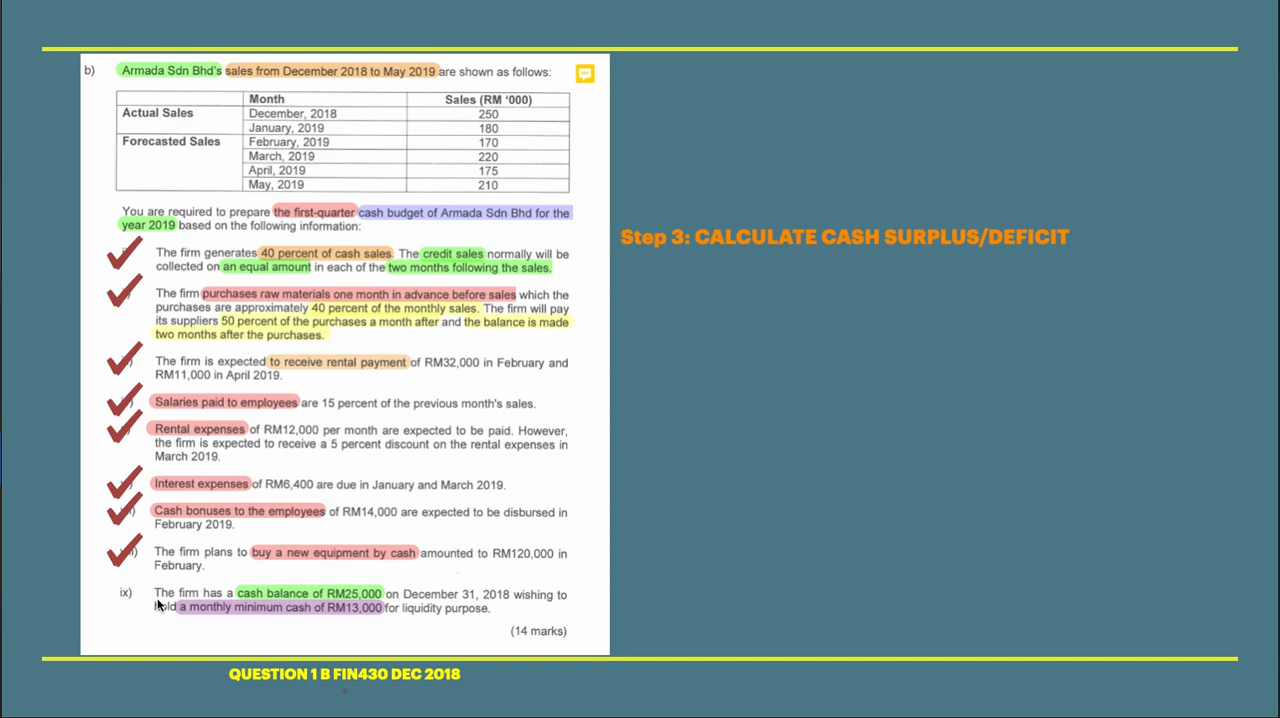 b) Armada Sdn Bhd's sales from December 2018 to May 2019 are shown as follows:
Month Sales (RM '000)
Actual Sales December, 2018 250
January, 2019 180
Forecasted Sales February, 2019 170
March, 2019 220
April, 2019 175
May, 2019 210
You are required to prepare the first-quarter cash budget of Armada Sdn Bhd for the
year 2019 based on the following information:
Step 3: CALCULATE CASH SURPLUS/DEFICIT
The firm generates 40 percent of cash sales. The credit sales normally will be
collected on an equal amount in each of the two months following the sales.
The firm purchases raw materials one month in advance before sales which the
purchases are approximately 40 percent of the monthly sales. The firm will pay
its suppliers 50 percent of the purchases a month after and the balance is made
two months after the purchases.
The firm is expected to receive rental payment of RM32,000 in February and
RM11,000 in April 2019.
Salaries paid to employees are 15 percent of the previous month's sales.
Rental expenses of RM12,000 per month are expected to be paid. However,
the firm is expected to receive a 5 percent discount on the rental expenses in
March 2019.
Interest expenses of RM6,400 are due in January and March 2019.
Cash bonuses to the employees of RM14,000 are expected to be disbursed in
February 2019.
The firm plans to buy a new equipment by cash amounted to RM120,000 in
February.
ix) The firm has a cash balance of RM25,000 on December 31, 2018 wishing to
hold a monthly minimum cash of RM13,000 for liquidity purpose.
(14 marks)
QUESTION 1 B FIN430 DEC 2018